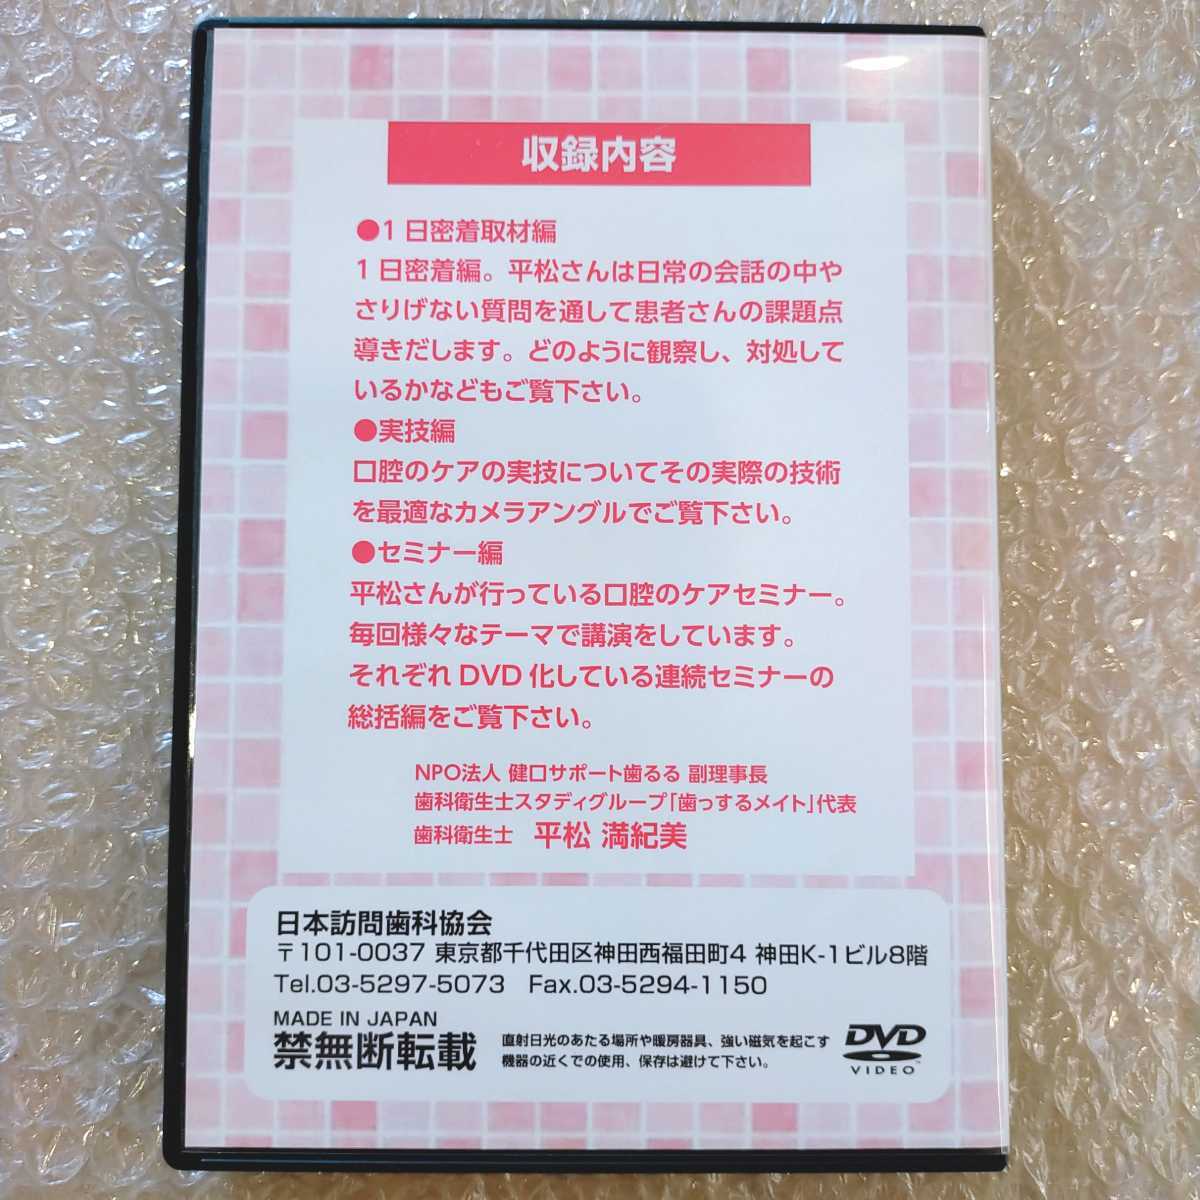 収録内容
●1日密着取材編
1日密着編。平松さんは日常の会話の中や
さりげない質問を通して患者さんの課題点
導きだします。どのように観察し、対処して
いるかなどもご覧下さい。
●実技編
口腔のケアの実技についてその実際の技術
を最適なカメラアングルでご覧下さい。
●セミナー編
平松さんが行っている口腔のケアセミナー。
毎回様々なテーマで講演をしています。
それぞれDVD化している連続セミナーの
総括編をご覧下さい。
NPO法人 健口サポート歯るる 副理事長
歯科衛生士スタディグループ「歯っするメイト」代表
歯科衛生士 平松 満紀美
日本訪問歯科協会
〒101-0037 東京都千代田区神田西福田町4 神田K-1ビル8階
Tel.03-5297-5073 Fax.03-5294-1150
MADE IN JAPAN
禁無断転載
直射日光のあたる場所や暖房器具、強い磁気を起こす
機器の近くでの使用、保存は避けて下さい。
DVD
VIDEO